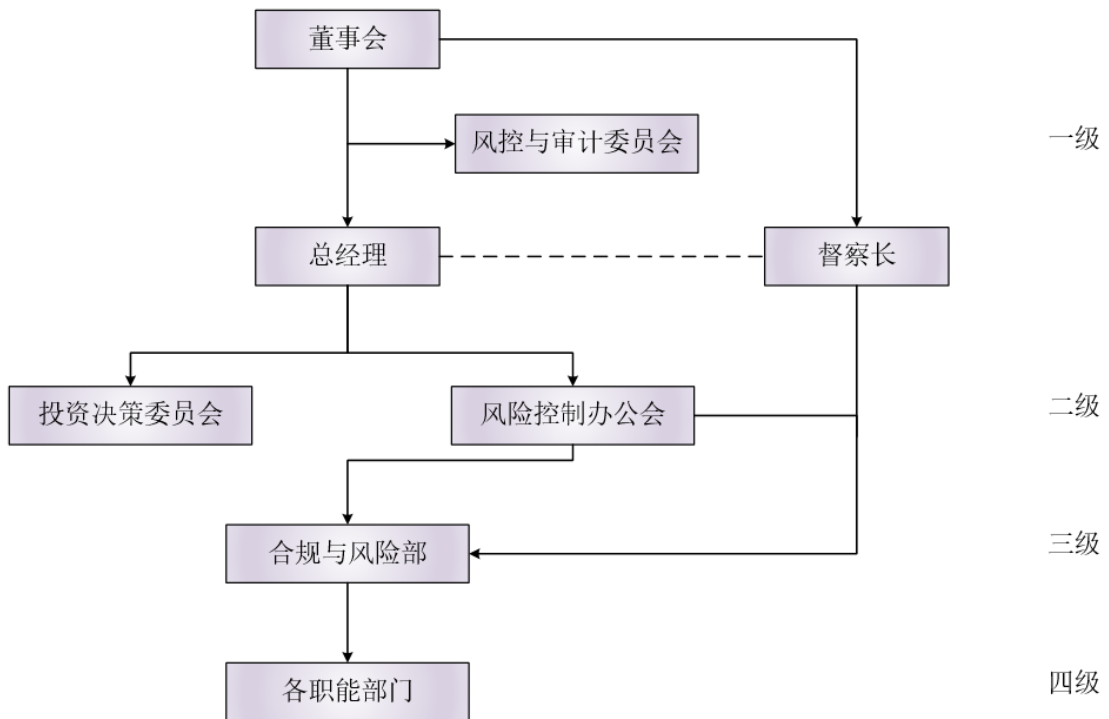 董事会
风控与审计委员会
一级
总经理
督察长
投资决策委员会
风险控制办公会
二级
合规与风险部
三级
各职能部门
四级